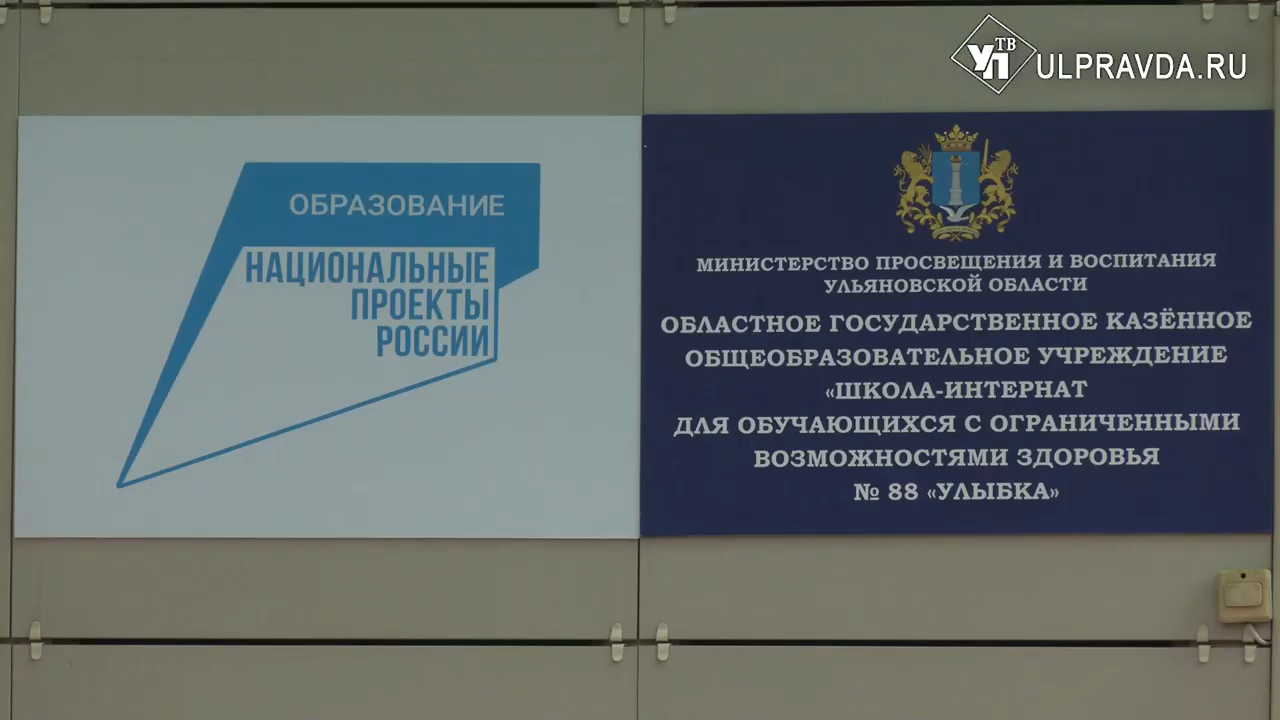 УП ТВ
ULPRAVDA.RU
ОБРАЗОВАНИЕ
НАЦИОНАЛЬНЫЕ
ПРОЕКТЫ
РОССИИ
МИНИСТЕРСТВО ПРОСВЕЩЕНИЯ И ВОСПИТАНИЯ
УЛЬЯНОВСКОЙ ОБЛАСТИ
ОБЛАСТНОЕ ГОСУДАРСТВЕННОЕ КАЗЁННОЕ
ОБЩЕОБРАЗОВАТЕЛЬНОЕ УЧРЕЖДЕНИЕ
«ШКОЛА-ИНТЕРНАТ
ДЛЯ ОБУЧАЮЩИХСЯ С ОГРАНИЧЕННЫМИ
ВОЗМОЖНОСТЯМИ ЗДОРОВЬЯ
№ 88 «УЛЫБКА»